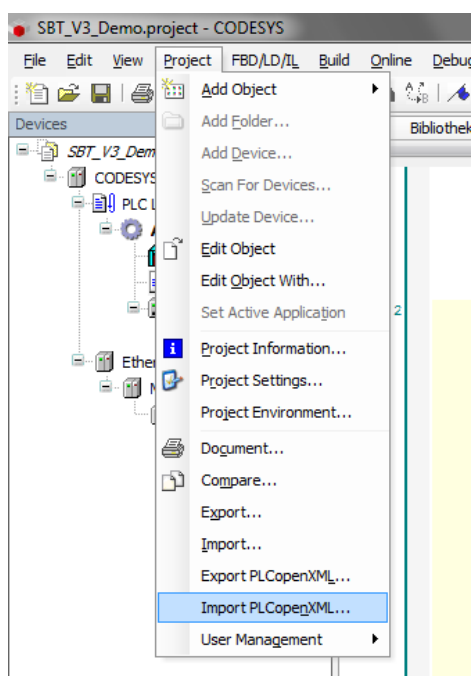 SBT_V3_Demo.project - CODESYS
File Edit View Project FBD/LD/IL Build Online Debug
Devices
Bibliothek
SBT_V3_Dem
CODESYS
PLC L
Ether
2
Add Object
Add Folder...
Add Device...
Scan For Devices...
Update Device...
Edit Object
Edit Object With...
Set Active Application
Project Information...
Project Settings...
Project Environment...
Document...
Compare...
Export...
Import...
Export PLCopenXML...
Import PLCopenXML...
User Management